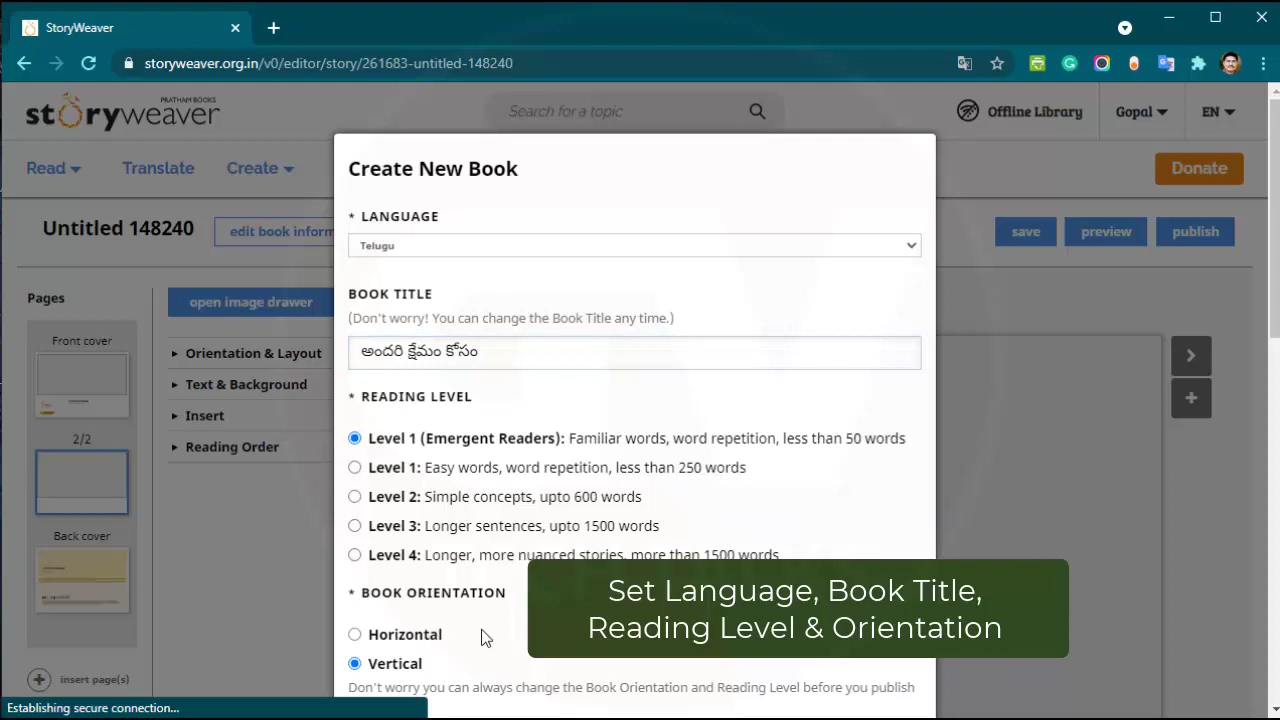 StoryWeaver
storyweaver.org.in/v0/editor/story/261683-untitled-148240
PRATHAM BOOKS
storyweaver
Search for a topic
Offline Library
Gopal
EN
Read
Translate
Create
Donate
Untitled 148240
edit book inform
save
preview
publish
Pages
open image drawer
Front cover
Orientation & Layout
Text & Background
Insert
Reading Order
2/2
Back cover
insert page(s)
Create New Book
* LANGUAGE
Telugu
BOOK TITLE
(Don't worry! You can change the Book Title any time.)
అందరి క్షేమం కోసం
* READING LEVEL
Level 1 (Emergent Readers): Familiar words, word repetition, less than 50 words
Level 1: Easy words, word repetition, less than 250 words
Level 2: Simple concepts, upto 600 words
Level 3: Longer sentences, upto 1500 words
Level 4: Longer, more nuanced stories, more than 1500 words
* BOOK ORIENTATION
Horizontal
Vertical
Don't worry you can always change the Book Orientation and Reading Level before you publish
Set Language, Book Title,
Reading Level & Orientation
Establishing secure connection...